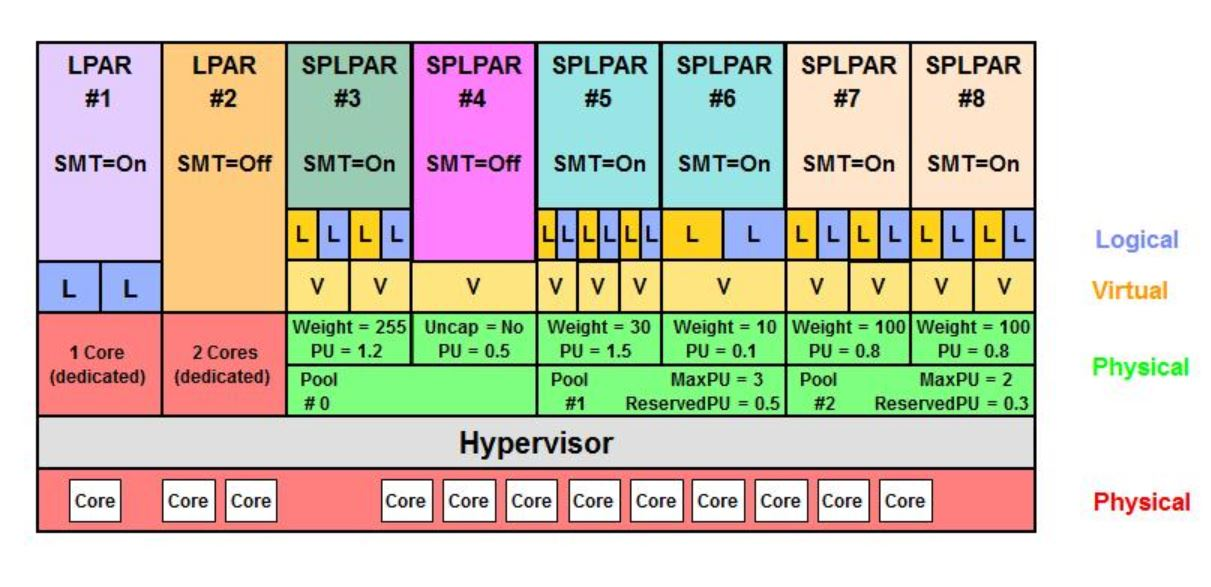 LPAR #1 SMT=On
LPAR #2 SMT=Off
SPLPAR #3 SMT=On
SPLPAR #4 SMT=Off
SPLPAR #5 SMT=On
SPLPAR #6 SMT=On
SPLPAR #7 SMT=On
SPLPAR #8 SMT=On
L L L L L L L L L L L L L L L L L L L L Logical
L L V V V V V V V V V V V Virtual
1 Core (dedicated)
2 Cores (dedicated)
Weight = 255 PU = 1.2
Uncap = No PU = 0.5
Weight = 30 PU = 1.5
Weight = 10 PU = 0.1
Weight = 100 PU = 0.8
Weight = 100 PU = 0.8
Physical
Pool # 0
Pool #1 MaxPU = 3 ReservedPU = 0.5
Pool #2 MaxPU = 2 ReservedPU = 0.3
Hypervisor
Core Core Core Core Core Core Core Core Core Core Core Core Physical